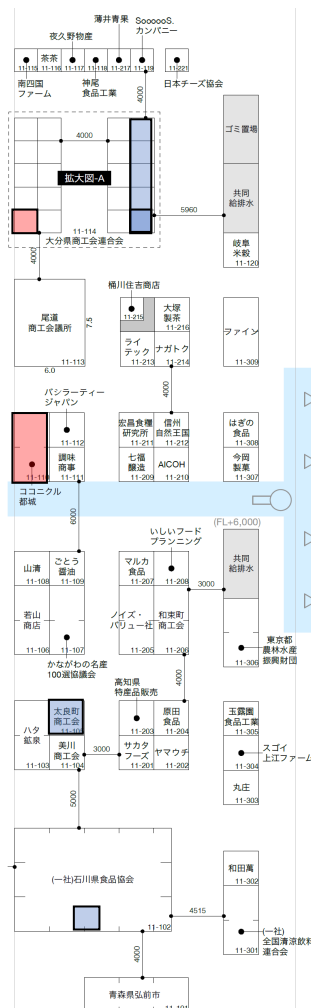 薄井青果
夜久野物産
SoooooS.
カンパニー
茶茶
11-115
11-116
11-117
11-118
11-217
11-119
11-221
南四国
ファーム
神尾
食品工業
日本チーズ協会
4000
4000
ゴミ置場
拡大図-A
共同
給排水
5960
11-114
大分県商工会連合会
岐阜
米穀
11-120
4000
桶川住吉商店
尾道
商工会議所
7.5
11-113
6.0
11-215
大塚
製茶
11-216
ライ
テック
11-213
ナガトク
11-214
ファイン
11-309
バシラーティー
ジャパン
4000
11-112
宏昌食糧
研究所
11-211
信州
自然王国
11-212
はぎの
食品
11-308
調味
商事
11-111
11-110
七福
醸造
11-209
AICOH
11-210
今岡
製菓
11-307
ココニクル
都城
6000
(FL+6,000)
いしいフード
プランニング
山清
11-108
ごとう
醤油
11-109
マルカ
食品
11-207
11-208
3000
共同
給排水
若山
商店
11-106
11-107
ノイズ・
バリュー社
11-205
和束町
商工会
11-206
11-306
かながわの名産
100選協議会
東京都
農林水産
振興財団
4000
高知県
特産品販売
太良町
商工会
11-105
ハタ
鉱泉
11-103
美川
商工会
11-104
3000
11-203
原田
食品
11-204
サカタ
フーズ
11-201
ヤマウチ
11-202
玉露園
食品工業
11-305
11-304
スゴイ
上江ファーム
丸庄
11-303
5000
(一社)石川県食品協会
11-102
4515
和田萬
11-302
11-301
(一社)
全国清涼飲料
連合会
4000
青森県弘前市
11-101